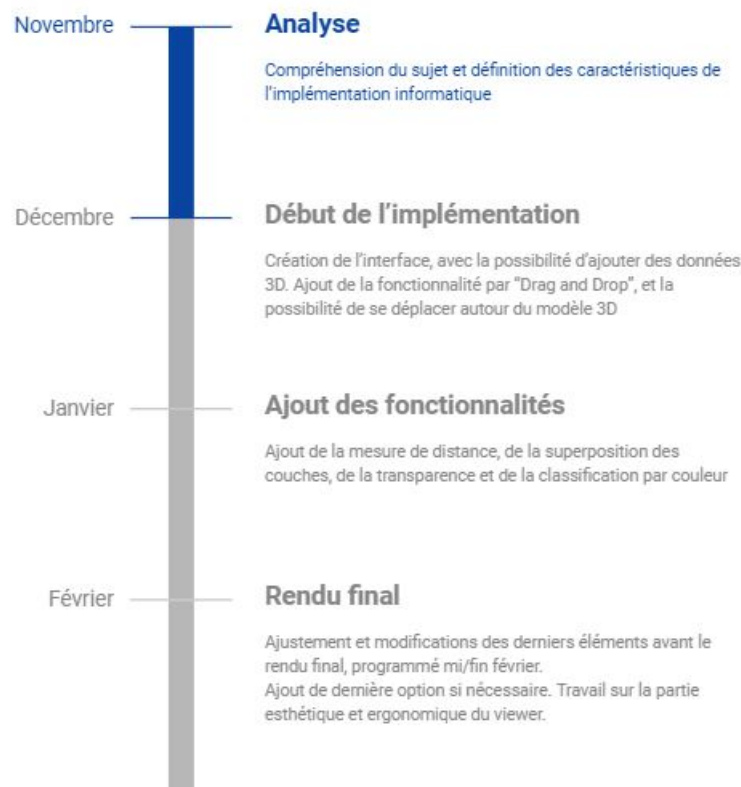 Novembre
Analyse
Compréhension du sujet et définition des caractéristiques de
l'implémentation informatique
Décembre
Début de l'implémentation
Création de l'interface, avec la possibilité d'ajouter des données
3D. Ajout de la fonctionnalité par "Drag and Drop", et la
possibilité de se déplacer autour du modèle 3D
Janvier
Ajout des fonctionnalités
Ajout de la mesure de distance, de la superposition des
couches, de la transparence et de la classification par couleur
Février
Rendu final
Ajustement et modifications des derniers éléments avant le
rendu final, programmé mi/fin février.
Ajout de dernière option si nécessaire. Travail sur la partie
esthétique et ergonomique du viewer.